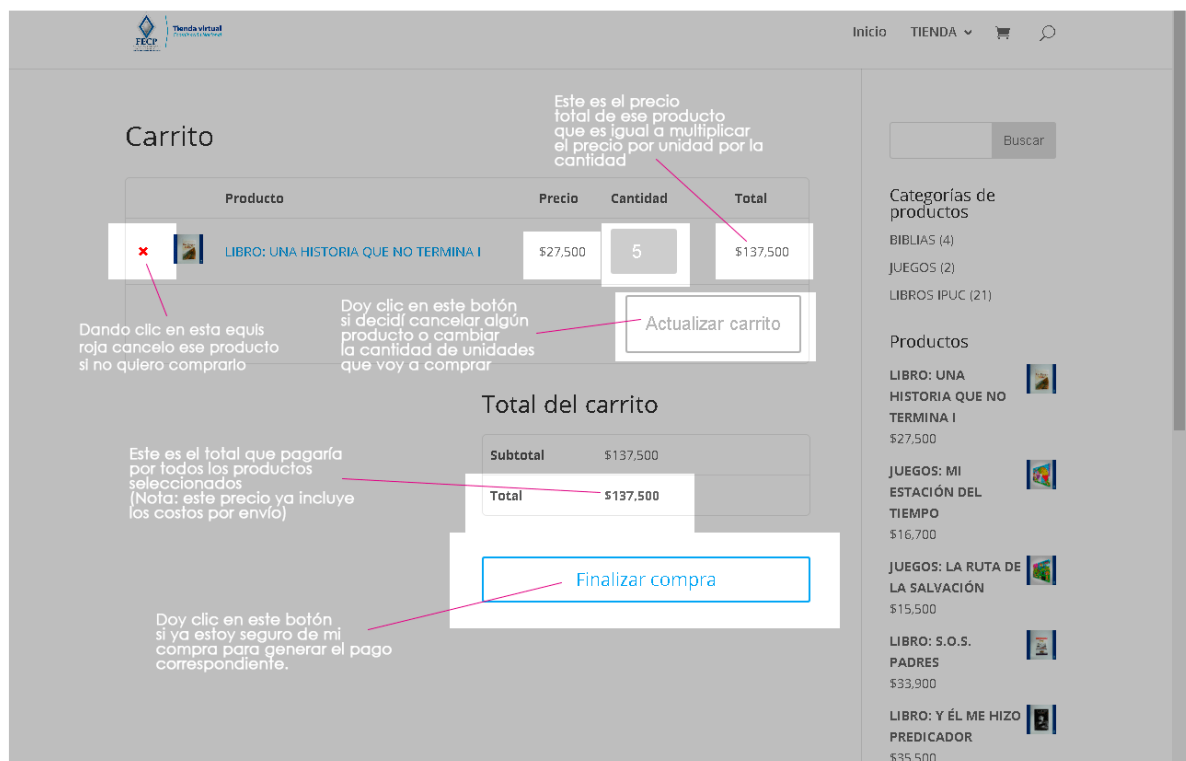 FECP
Tienda virtual
Inicio
TIENDA
Carrito
Este es el precio
total de ese producto
que es igual a multiplicar
el precio por unidad por la
cantidad
Producto
Precio
Cantidad
Total
LIBRO: UNA HISTORIA QUE NO TERMINA I
$27,500
5
$137,500
Dando clic en esta equis
roja cancelo ese producto
si no quiero comprarlo
Doy clic en este botón
si decidí cancelar algún
producto o cambiar
la cantidad de unidades
que voy a comprar
Actualizar carrito
Total del carrito
Este es el total que pagaría
por todos los productos
seleccionados
(Nota: este precio ya incluye
los costos por envío)
Subtotal
$137,500
Total
$137,500
Finalizar compra
Doy clic en este botón
si ya estoy seguro de mi
compra para generar el pago
correspondiente.
Buscar
Categorías de
productos
BIBLIAS (4)
JUEGOS (2)
LIBROS IPUC (21)
Productos
LIBRO: UNA
HISTORIA QUE NO
TERMINA I
$27,500
JUEGOS: MI
ESTACIÓN DEL
TIEMPO
$16,700
JUEGOS: LA RUTA DE
LA SALVACIÓN
$15,500
LIBRO: S.O.S.
PADRES
$33,900
LIBRO: Y ÉL ME HIZO
PREDICADOR
$35,500